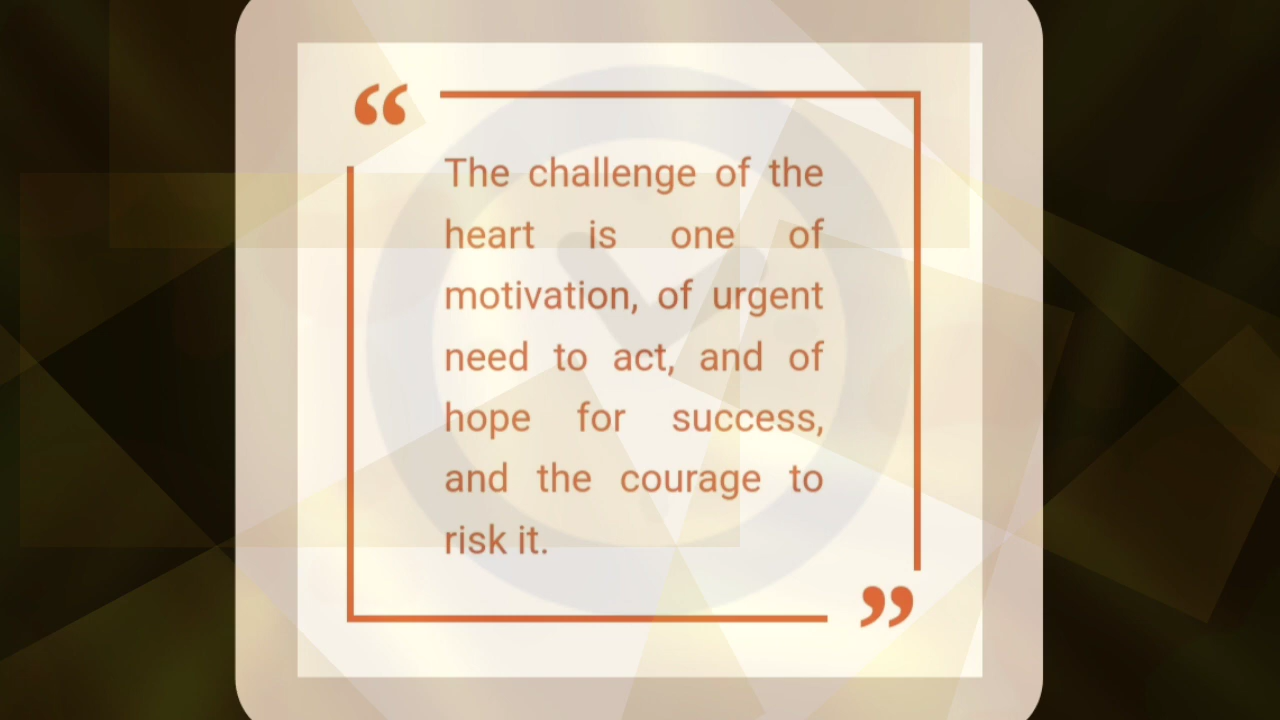 “
The challenge of the
heart is one of
motivation, of urgent
need to act, and of
hope for success,
and the courage to
risk it.
”